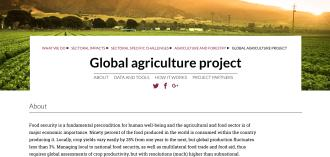 WHAT WE DO ▸ SECTORAL IMPACTS ▸ SECTORAL SPECIFIC CHALLENGES ▸ AGRICULTURE AND FORESTRY ▸ GLOBAL AGRICULTURE PROJECT
Global agriculture project
ABOUT DATA AND TOOLS HOW IT WORKS PROJECT PARTNERS
About
Food security is a fundamental precondition for human well-being and the agricultural and food sector is of
major economic importance. Ninety percent of the food produced in the world is consumed within the country
producing it. Locally, crop yields vary easily by 25% from one year to the next, but global production fluctuates
less than 3%. Managing local to national food security, as well as multilateral food trade and food aid, thus
requires global assessments of crop productivity, but with resolutions (much) higher than subnational.